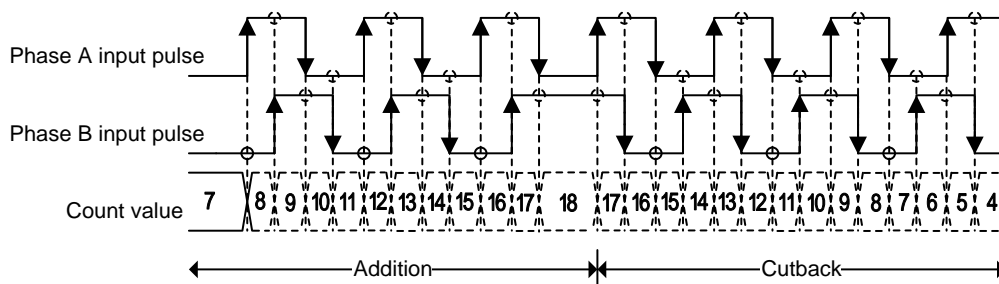 Phase A input pulse
Phase B input pulse
Count value 7 8 9 10 11 12 13 14 15 16 17 18 17 16 15 14 13 12 11 10 9 8 7 6 5 4
Addition Cutback